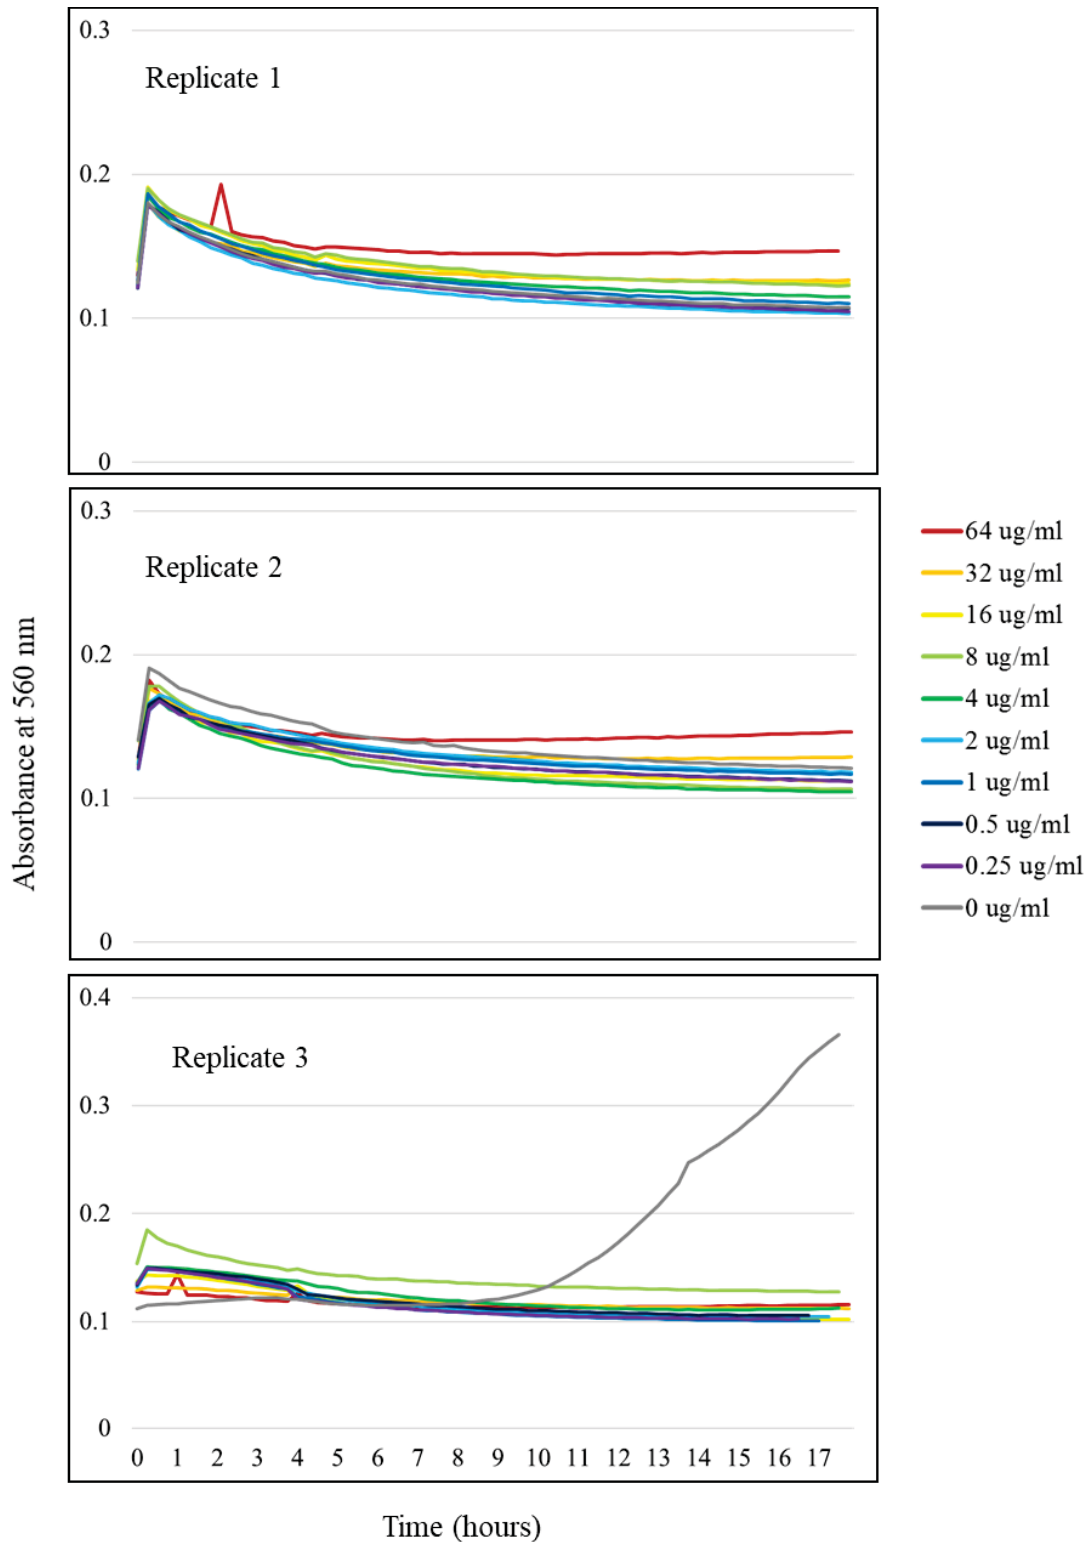 0.3
Replicate 1
0.2
0.1
0
0.3
Replicate 2
0.2
0.1
0
Absorbance at 560 nm
64 ug/ml
32 ug/ml
16 ug/ml
8 ug/ml
4 ug/ml
2 ug/ml
1 ug/ml
0.5 ug/ml
0.25 ug/ml
0 ug/ml
0.4
Replicate 3
0.3
0.2
0.1
0
0 1 2 3 4 5 6 7 8 9 10 11 12 13 14 15 16 17
Time (hours)